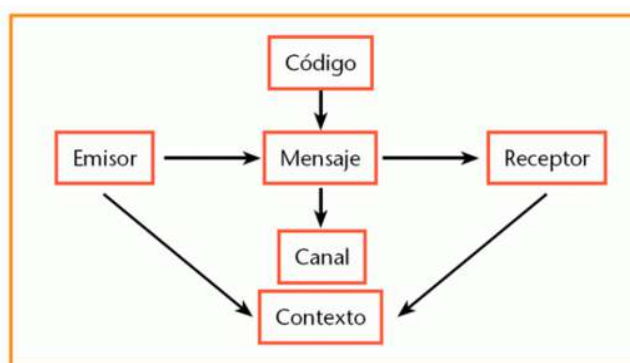 Código
Emisor
Mensaje
Receptor
Canal
Contexto